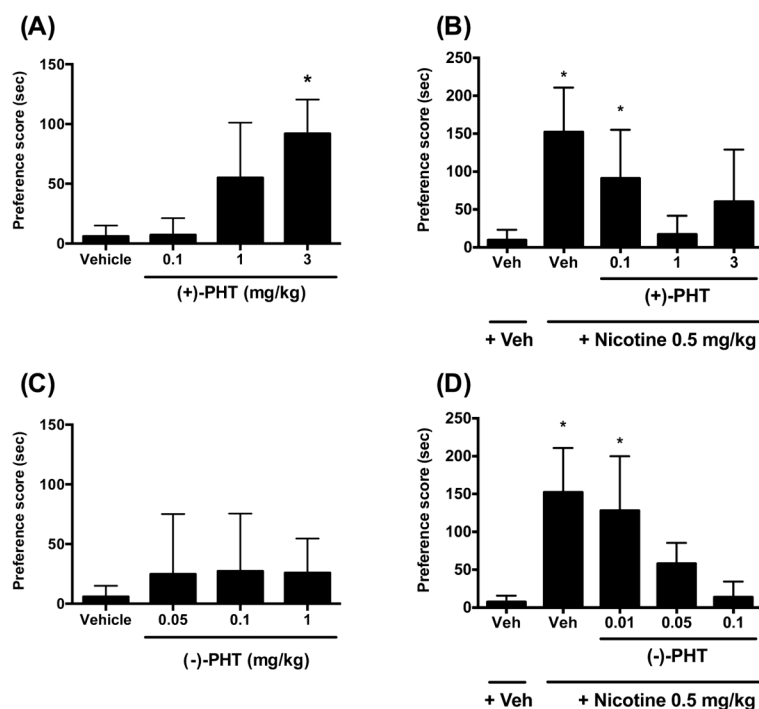 (A)
Preference score (sec)
150
100
50
0
*
Vehicle 0.1 1 3
(+)-PHT (mg/kg)
(B)
Preference score (sec)
250
200
150
100
50
0
* *
Veh Veh 0.1 1 3
(+)-PHT
+ Veh + Nicotine 0.5 mg/kg
(C)
Preference score (sec)
150
100
50
0
Vehicle 0.05 0.1 1
(-)-PHT (mg/kg)
(D)
Preference score (sec)
250
200
150
100
50
0
* *
Veh Veh 0.01 0.05 0.1
(-)-PHT
+ Veh + Nicotine 0.5 mg/kg